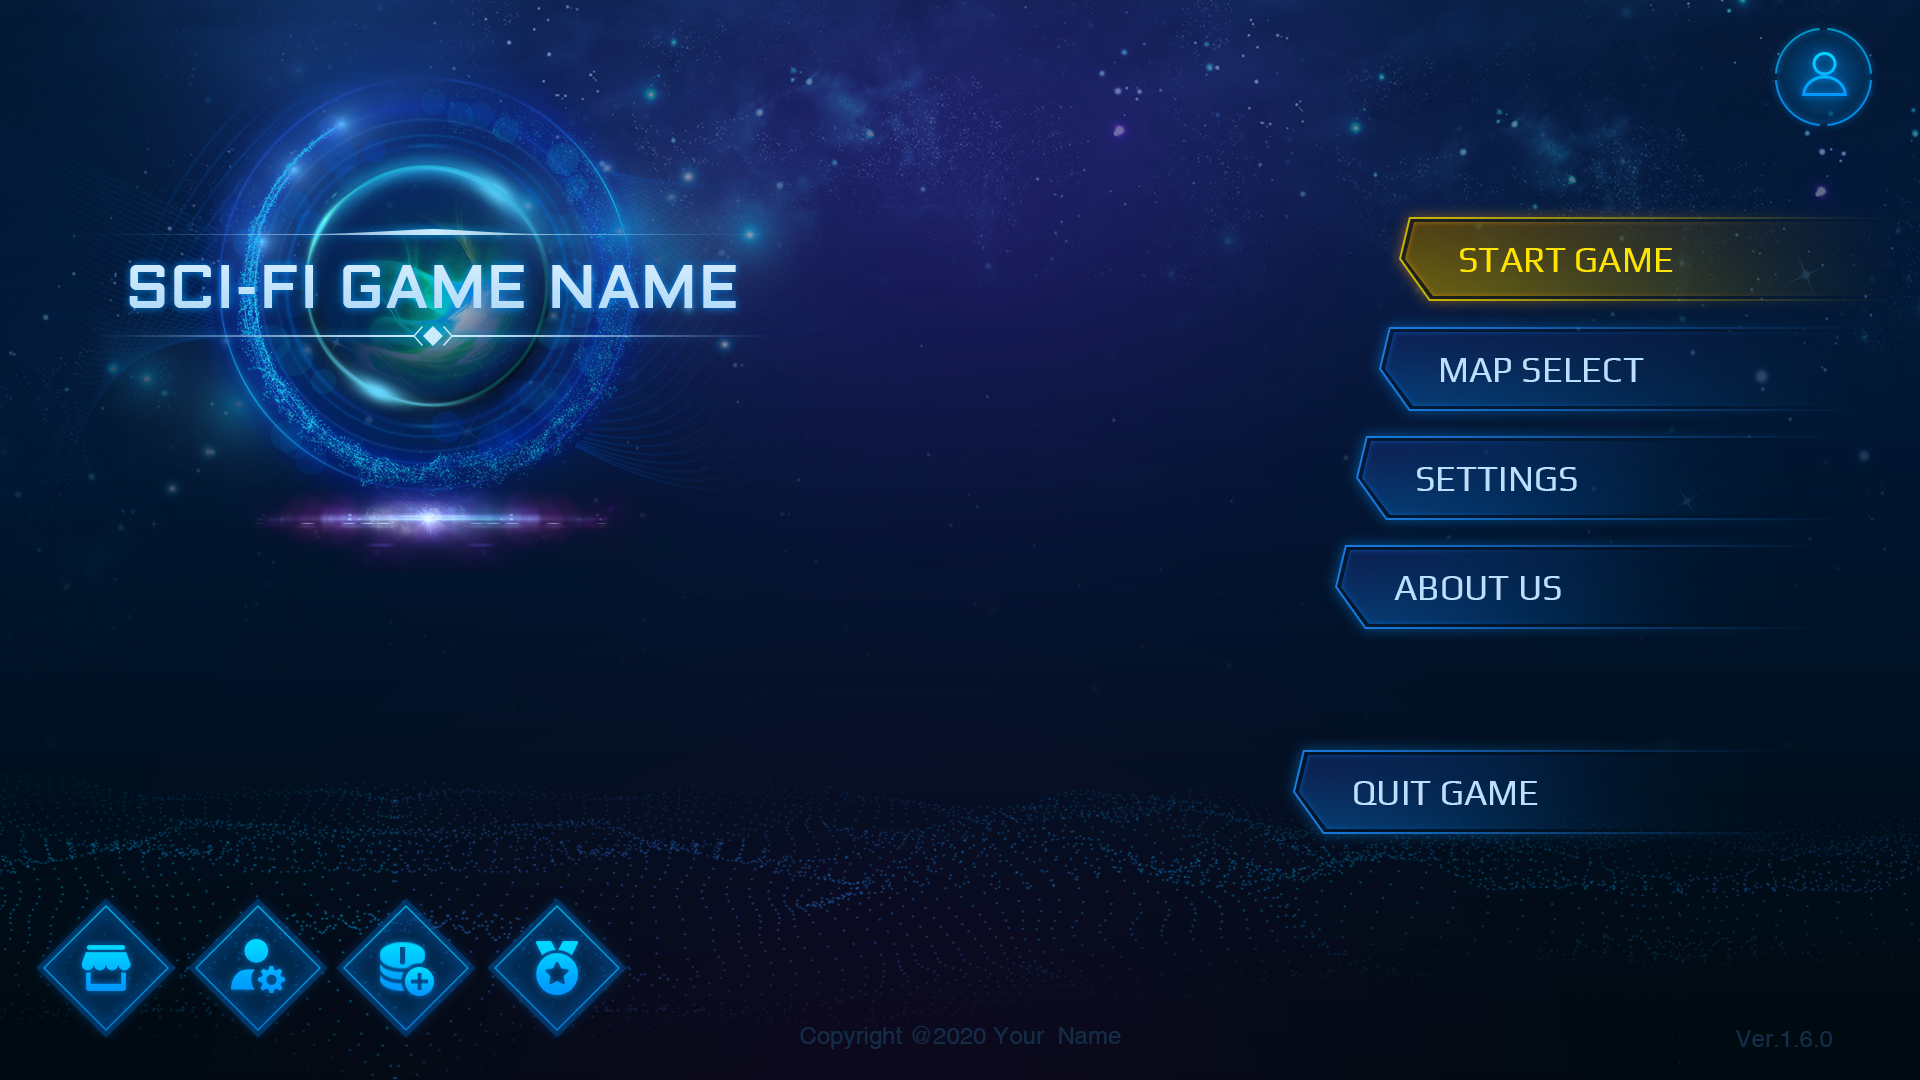 SCI-FI GAME NAME
START GAME
MAP SELECT
SETTINGS
ABOUT US
QUIT GAME
Copyright @2020 Your  Name
Ver.1.6.0